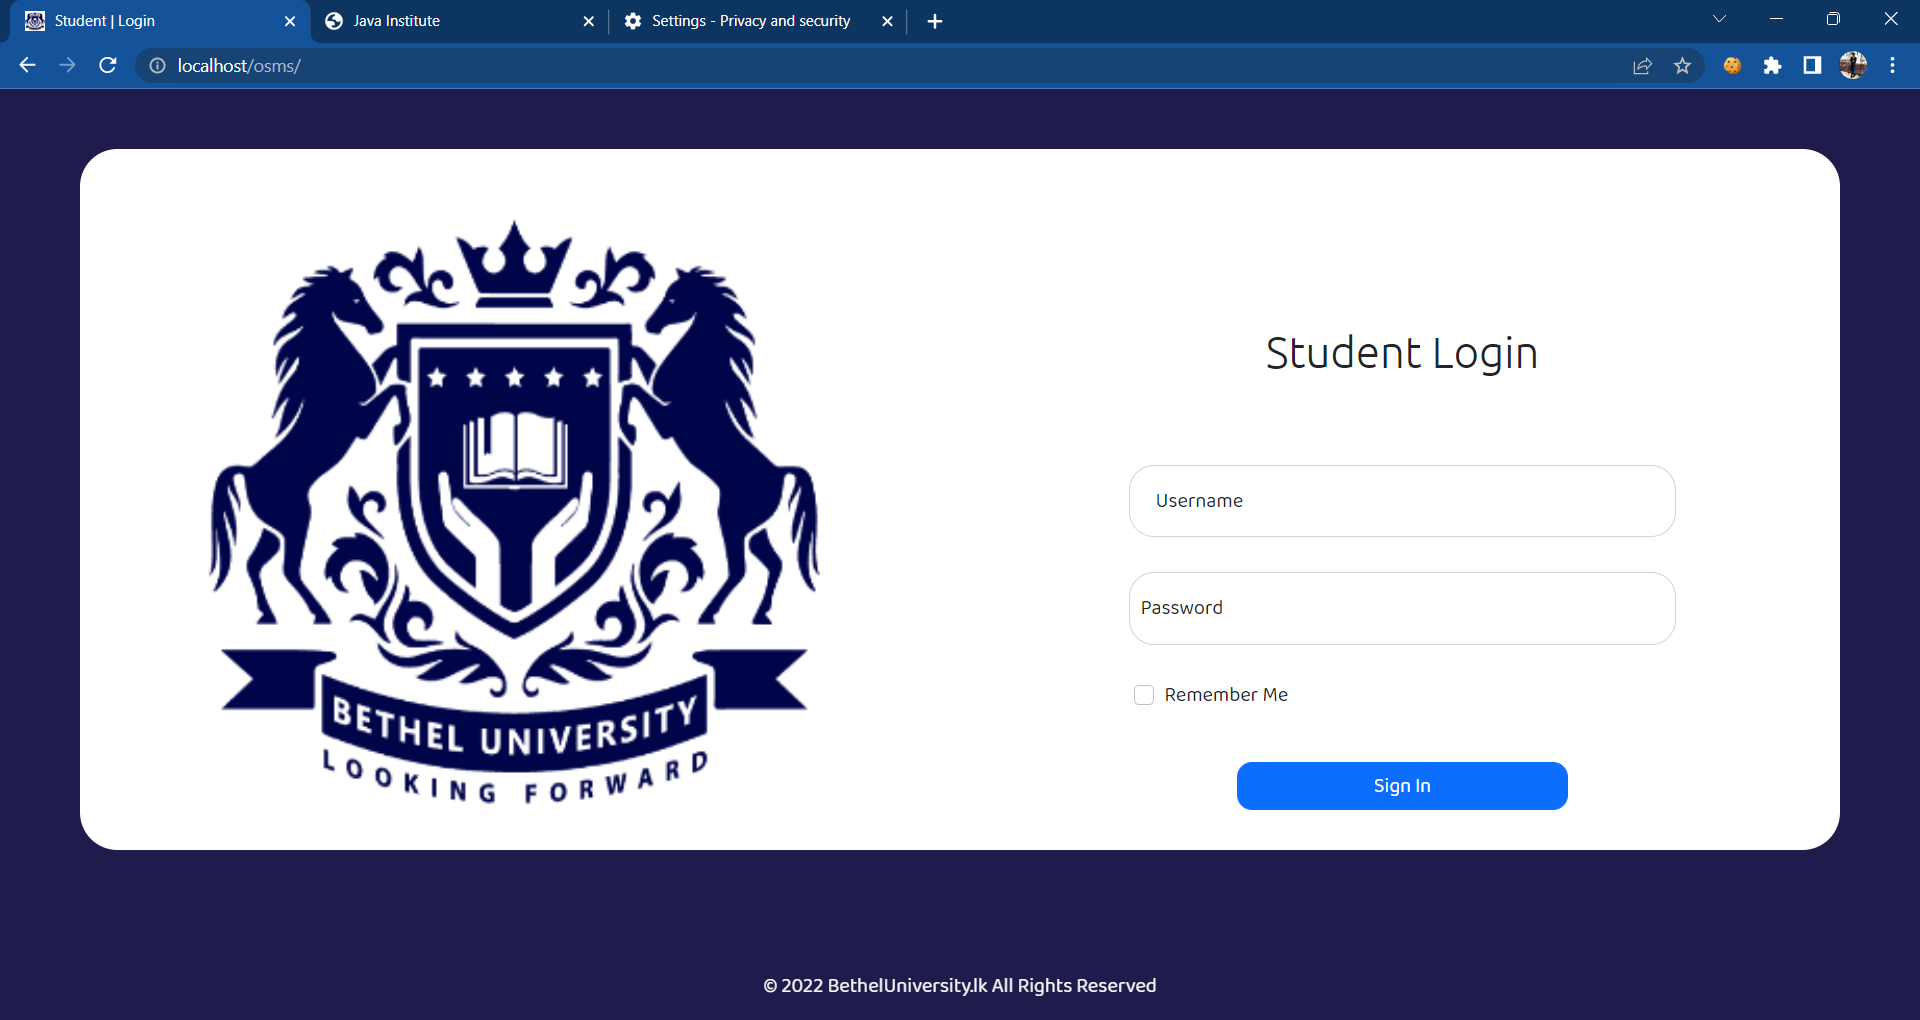 Student | Login
Java Institute
Settings - Privacy and security
localhost/osms/
Student Login
Username
Password
Remember Me
Sign In
BETHEL UNIVERSITY
LOOKING FORWARD
© 2022 BethelUniversity.lk All Rights Reserved